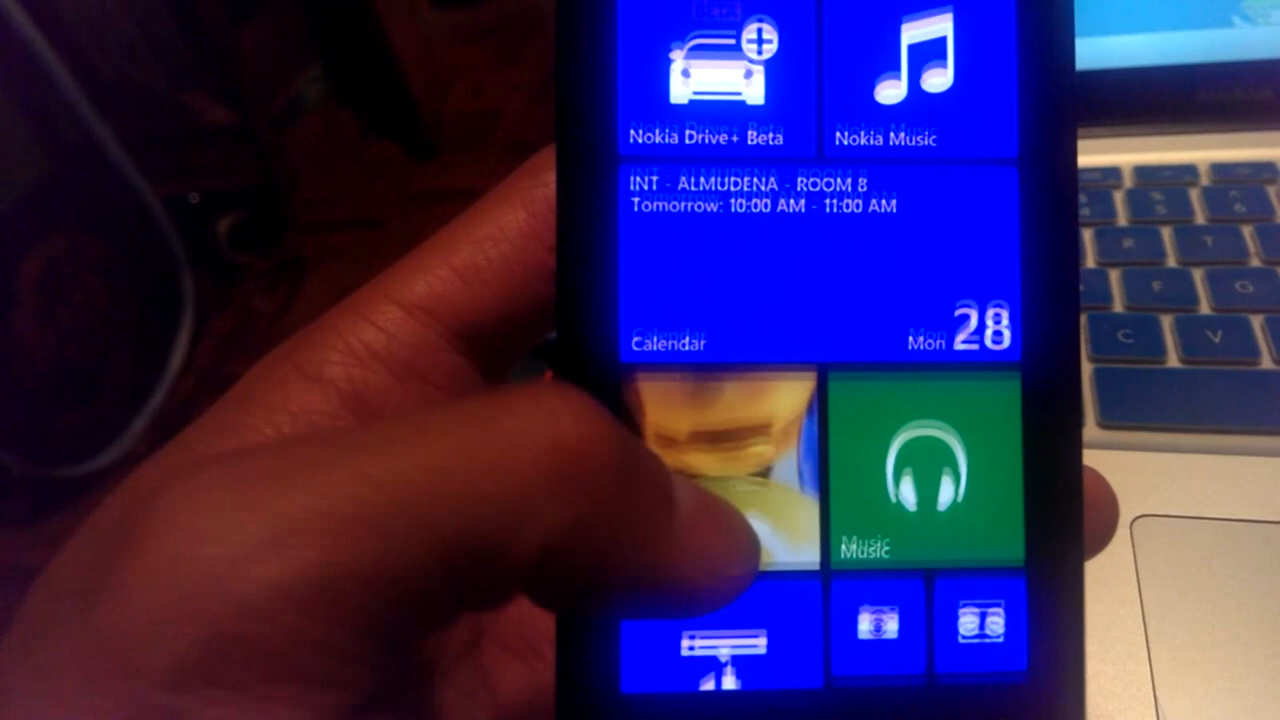 BETA
Nokia Drive+ Beta
Nokia Music
INT - ALMUDENA - ROOM 8
Tomorrow: 10:00 AM - 11:00 AM
Calendar
Mon 28
Music
R T
F G
C V